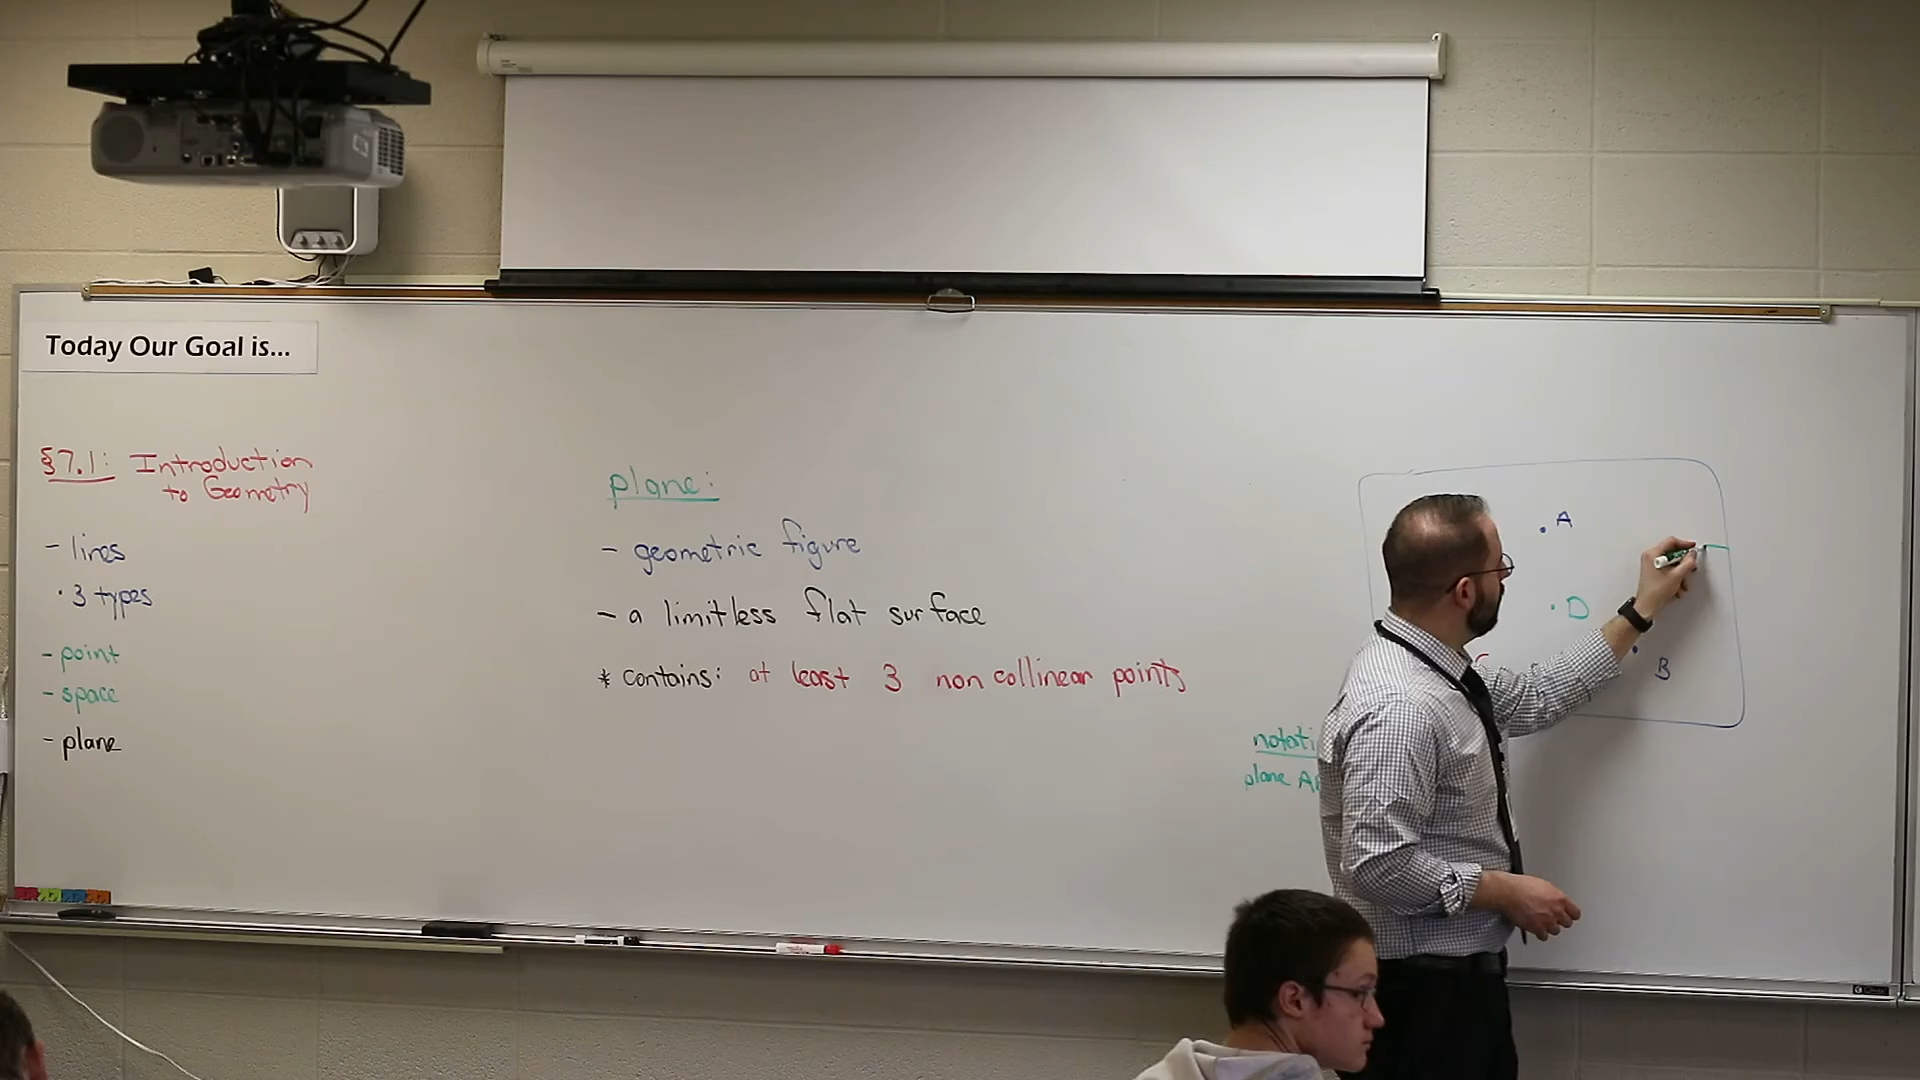 Today Our Goal is...
§7.1: Introduction
to Geometry
- lines
· 3 types
- point
- space
- plane
plane:
- geometric figure
- a limitless flat surface
* contains: at least 3 non collinear points
A
D
B
plane